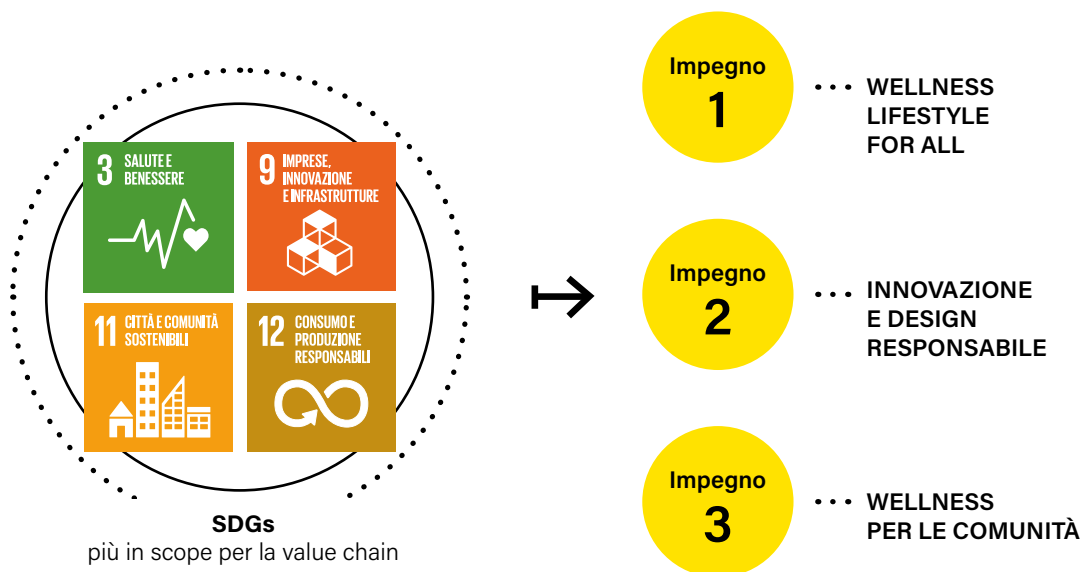 3 SALUTE E
BENESSERE
9 IMPRESE,
INNOVAZIONE
E INFRASTRUTTURE
11 CITTÀ E COMUNITÀ
SOSTENIBILI
12 CONSUMO E
PRODUZIONE
RESPONSABILI
SDGs
più in scope per la value chain
Impegno
1
WELLNESS
LIFESTYLE
FOR ALL
Impegno
2
INNOVAZIONE
E DESIGN
RESPONSABILE
Impegno
3
WELLNESS
PER LE COMUNITÀ